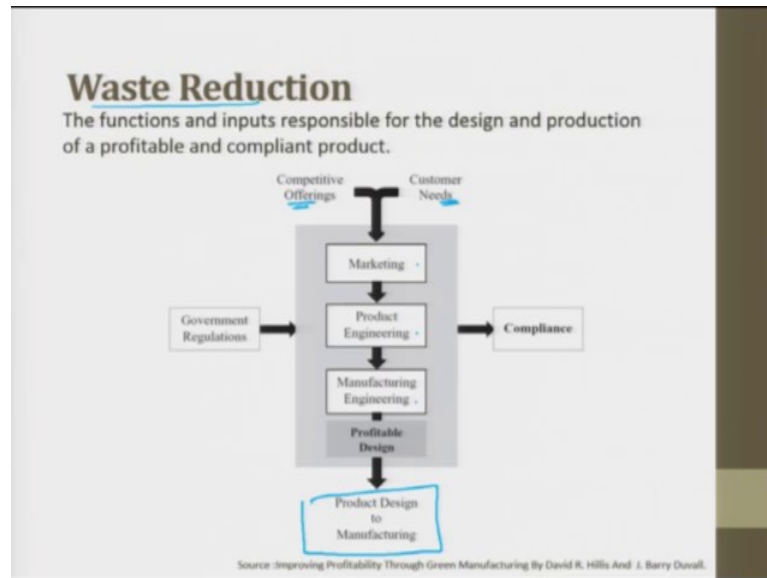 Waste Reduction
The functions and inputs responsible for the design and production
of a profitable and compliant product.
Competitive
Offerings
Customer
Needs
Marketing
Government
Regulations
Product
Engineering
Compliance
Manufacturing
Engineering
Profitable
Design
Product Design
to
Manufacturing
Source :Improving Profitability Through Green Manufacturing By David R. Hillis And J. Barry Duvall.